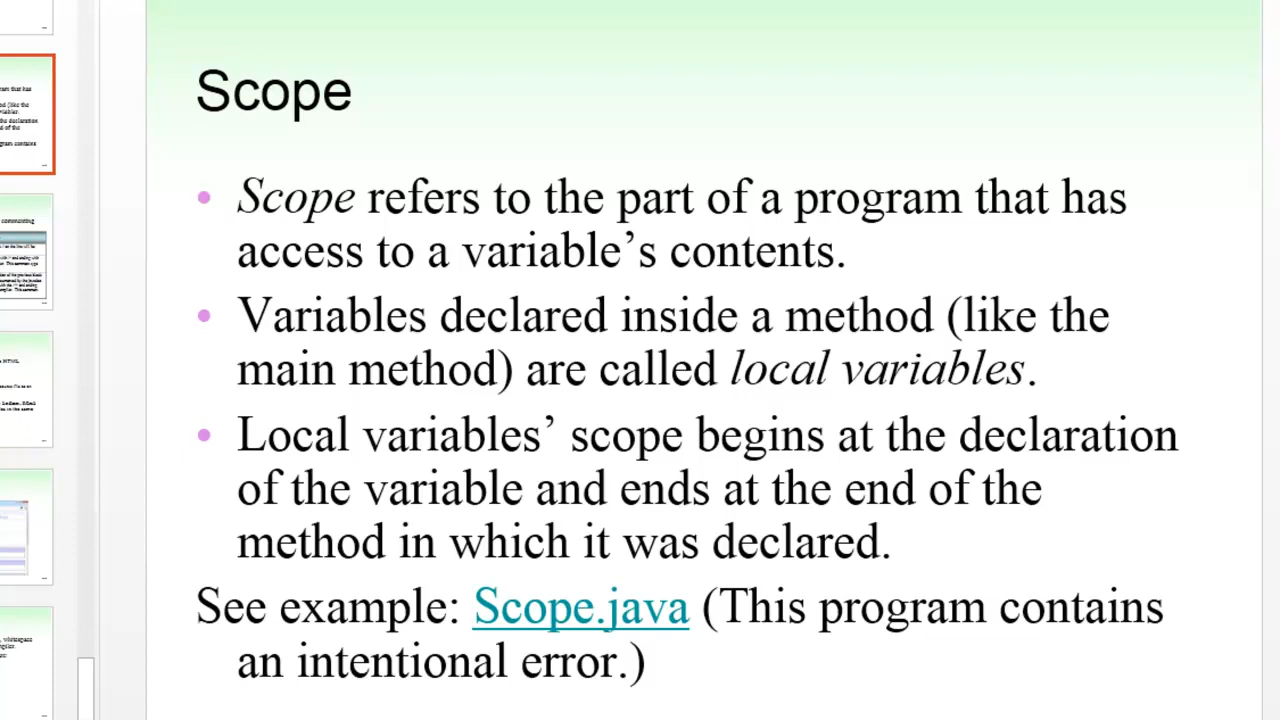 Scope
• Scope refers to the part of a program that has
access to a variable’s contents.
• Variables declared inside a method (like the
main method) are called local variables.
• Local variables’ scope begins at the declaration
of the variable and ends at the end of the
method in which it was declared.
See example: Scope.java (This program contains
an intentional error.)